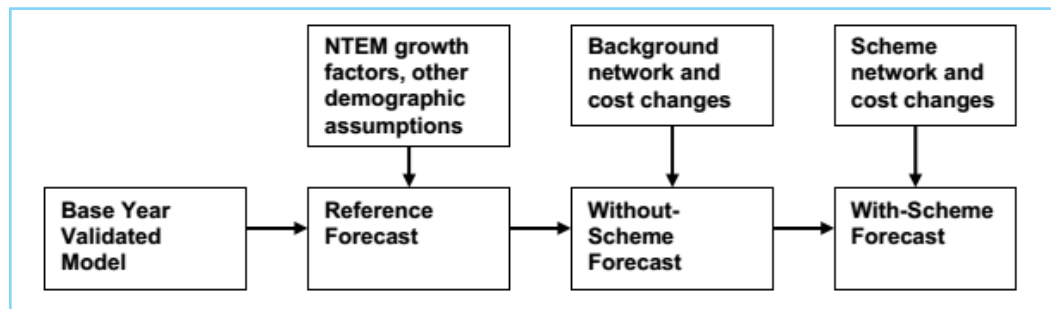 NTEM growth
factors, other
demographic
assumptions
Background
network and
cost changes
Scheme
network and
cost changes
Base Year
Validated
Model
Reference
Forecast
Without-
Scheme
Forecast
With-Scheme
Forecast